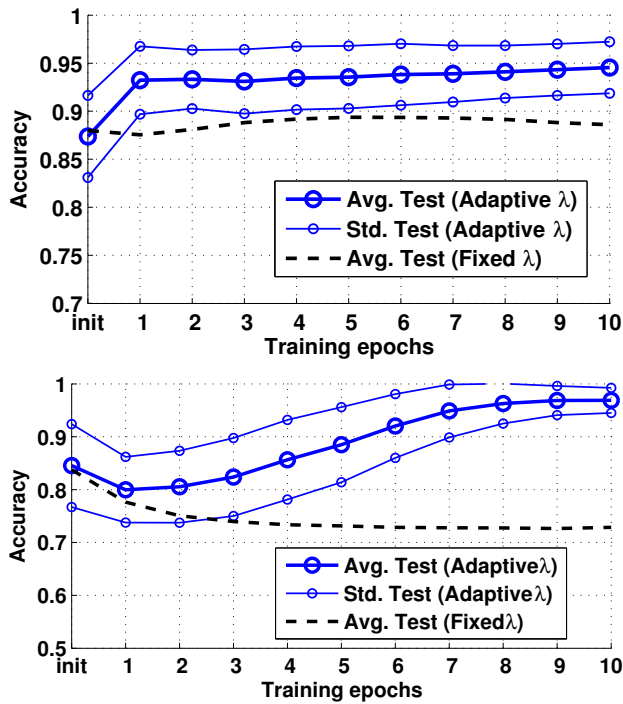 1
0.95
0.9
0.85
0.8
0.75
0.7
Accuracy
Avg. Test (Adaptive λ)
Std. Test (Adaptive λ)
Avg. Test (Fixed λ)
init 1 2 3 4 5 6 7 8 9 10
Training epochs
1
0.9
0.8
0.7
0.6
0.5
Accuracy
Avg. Test (Adaptiveλ)
Std. Test (Adaptiveλ)
Avg. Test (Fixedλ)
init 1 2 3 4 5 6 7 8 9 10
Training epochs